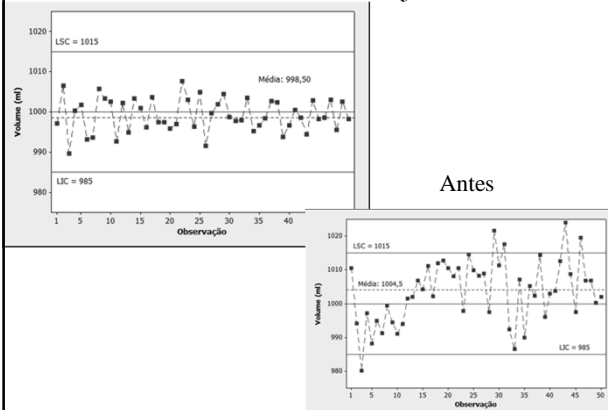 1020
LSC = 1015
1010
Média: 998,50
1000
990
LIC = 985
980
Volume (ml)
1 5 10 15 20 25 30 35 40
Observação
Antes
1020
LSC = 1015
1010
Média: 1004,5
1000
990
LIC = 985
980
Volume (ml)
1 5 10 15 20 25 30 35 40 45 50
Observação